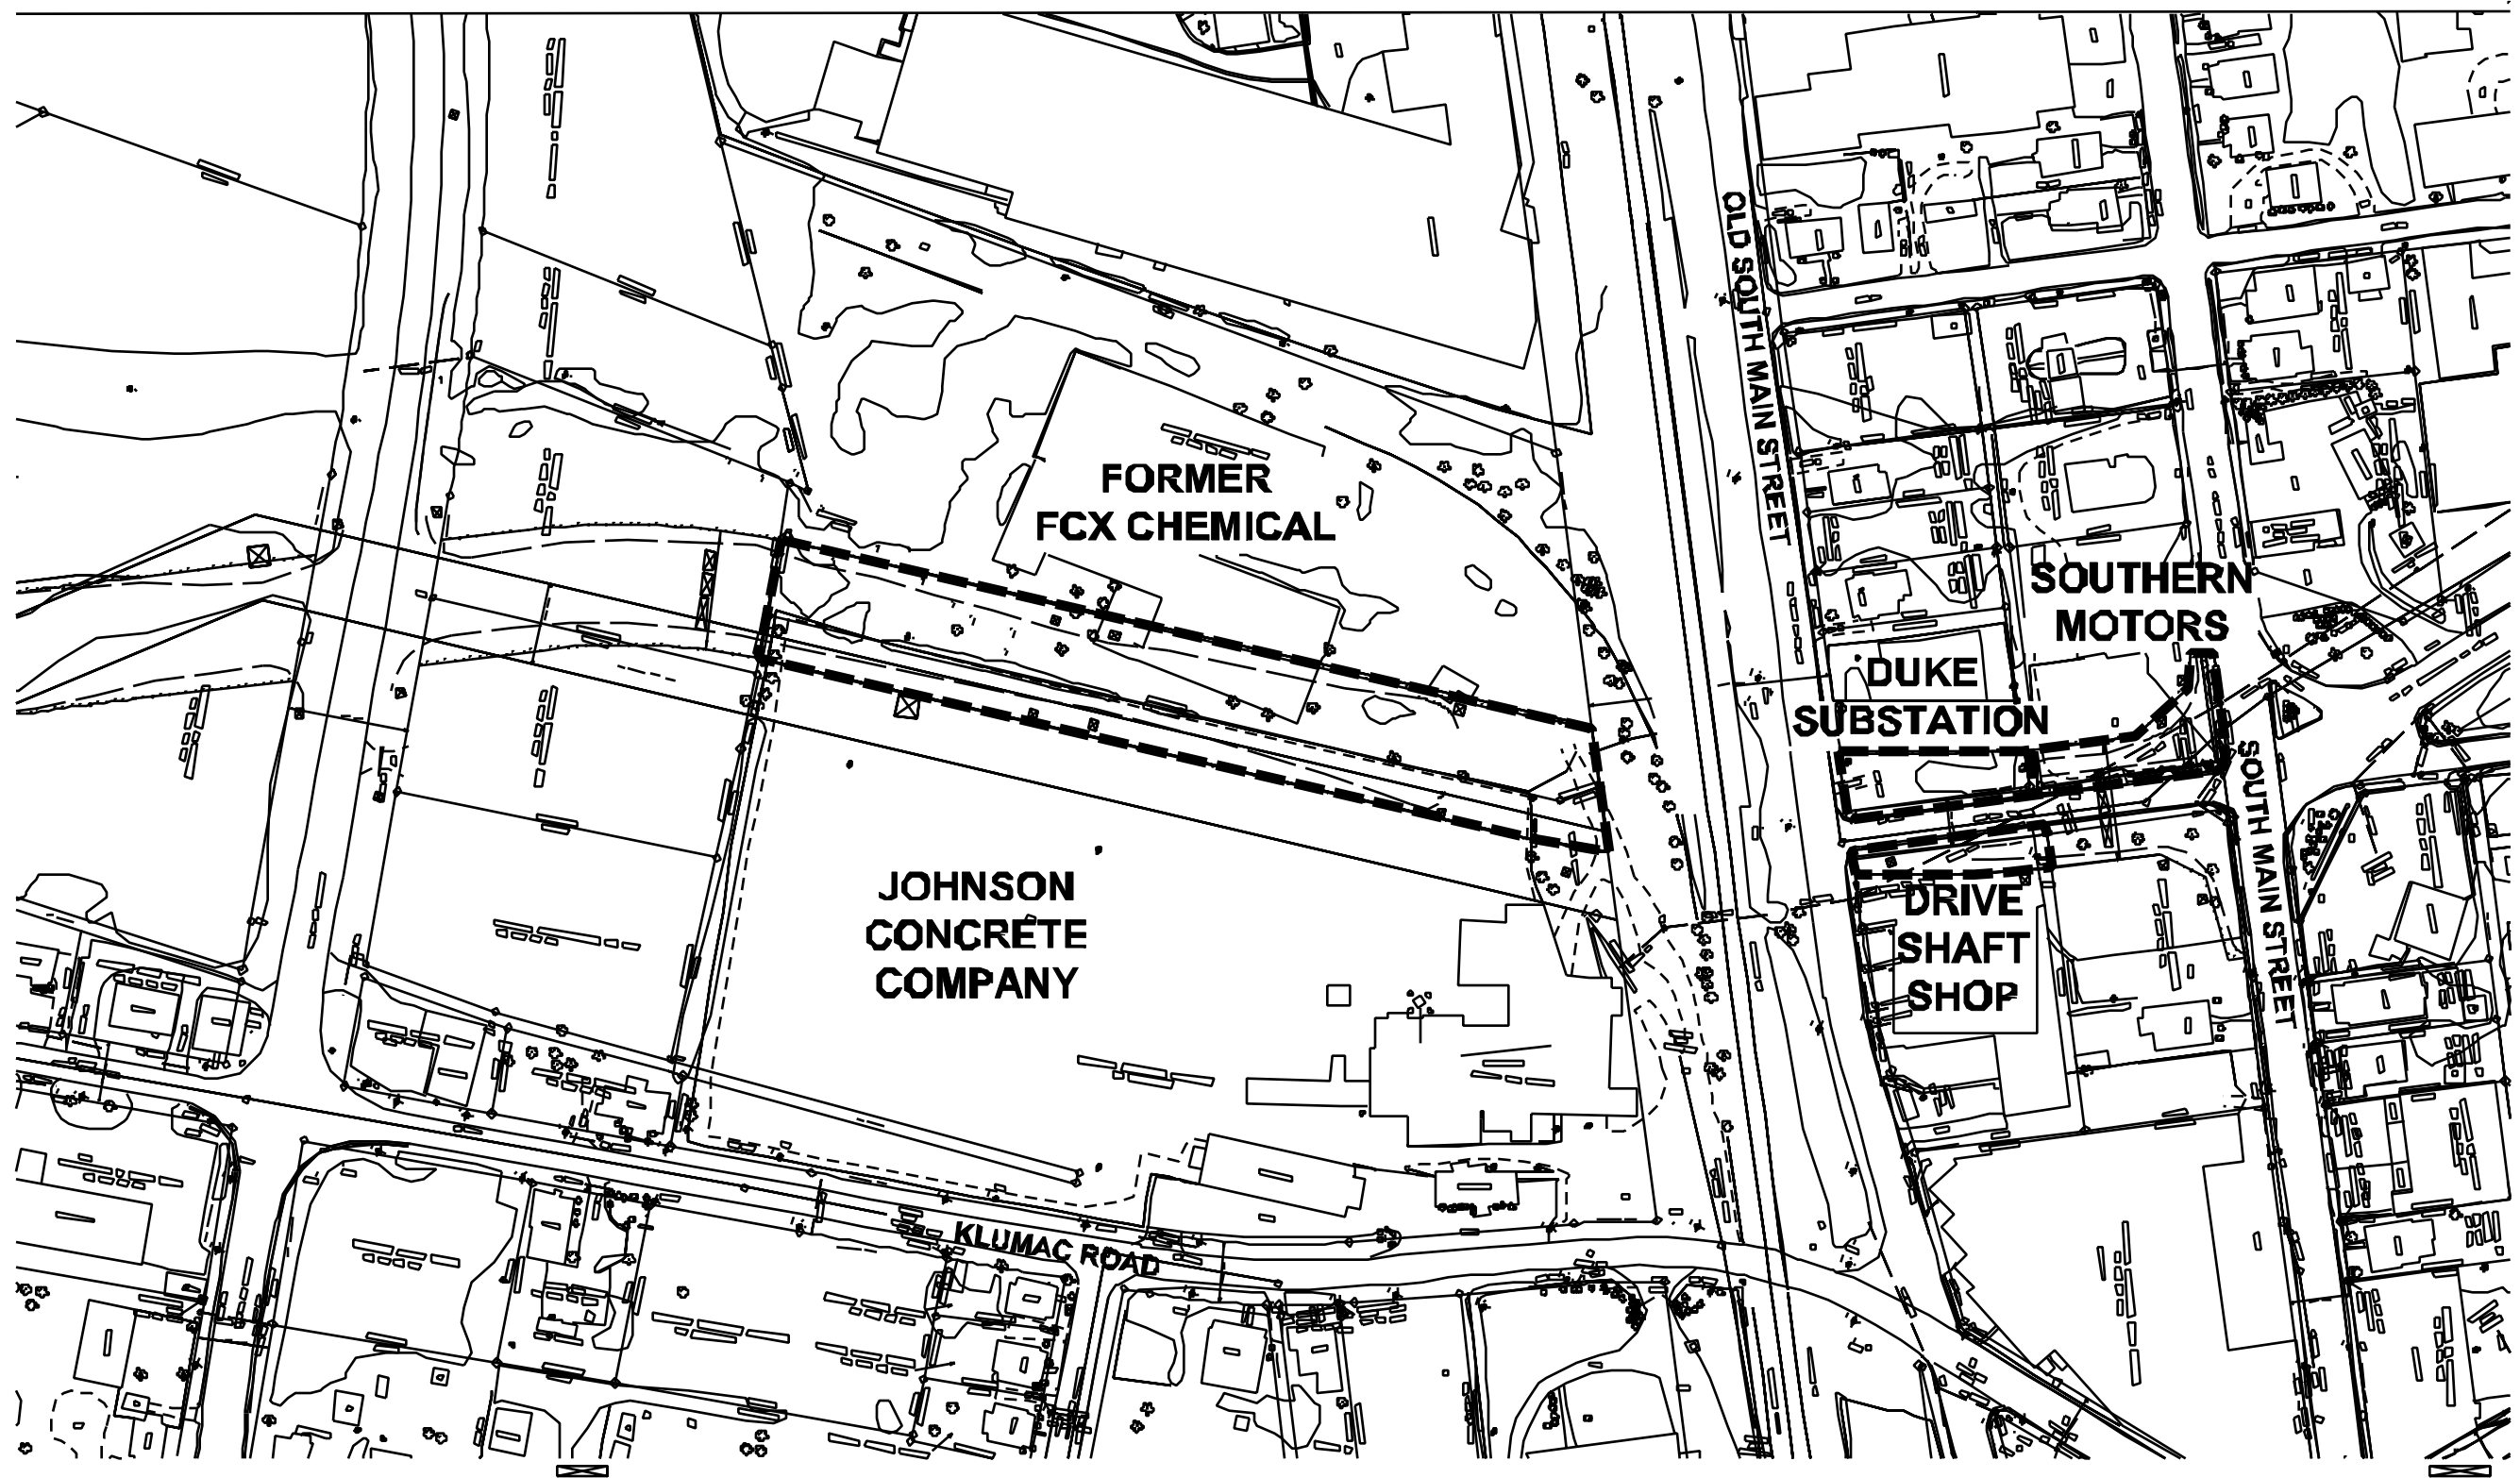 OLD SOUTH MAIN STREET
FORMER
FCX CHEMICAL
SOUTHERN
MOTORS
DUKE
SUBSTATION
SOUTH MAIN STREET
JOHNSON
CONCRETE
COMPANY
DRIVE
SHAFT
SHOP
KLUMAC ROAD